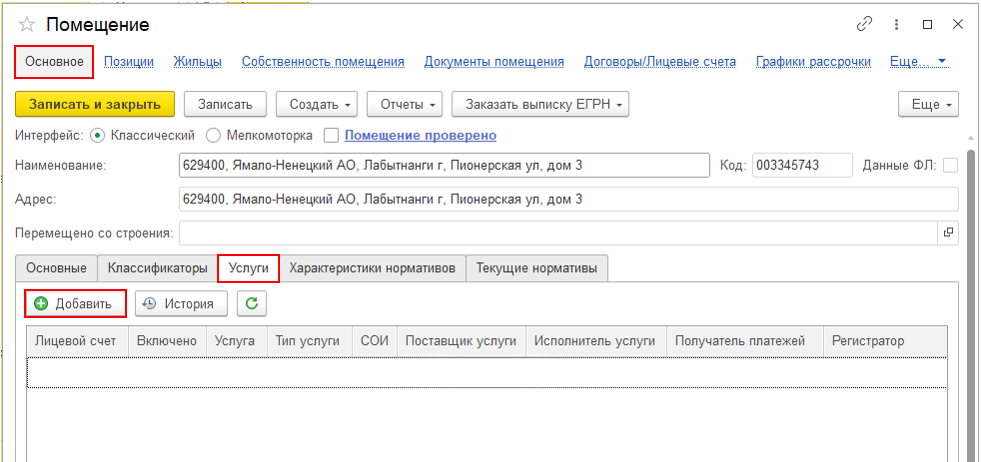 Помещение
Основное Позиции Жильцы Собственность помещения Документы помещения Договоры/Лицевые счета Графики рассрочки Еще...
Записать и закрыть Записать Создать Отчеты Заказать выписку ЕГРН Еще
Интерфейс: Классический Мелкомоторка Помещение проверено
Наименование: 629400, Ямало-Ненецкий АО, Лабытнанги г, Пионерская ул, дом 3 Код: 003345743 Данные ФЛ:
Адрес: 629400, Ямало-Ненецкий АО, Лабытнанги г, Пионерская ул, дом 3
Перемещено со строения:
Основные Классификаторы Услуги Характеристики нормативов Текущие нормативы
Добавить История
Лицевой счет Включено Услуга Тип услуги СОИ Поставщик услуги Исполнитель услуги Получатель платежей Регистратор